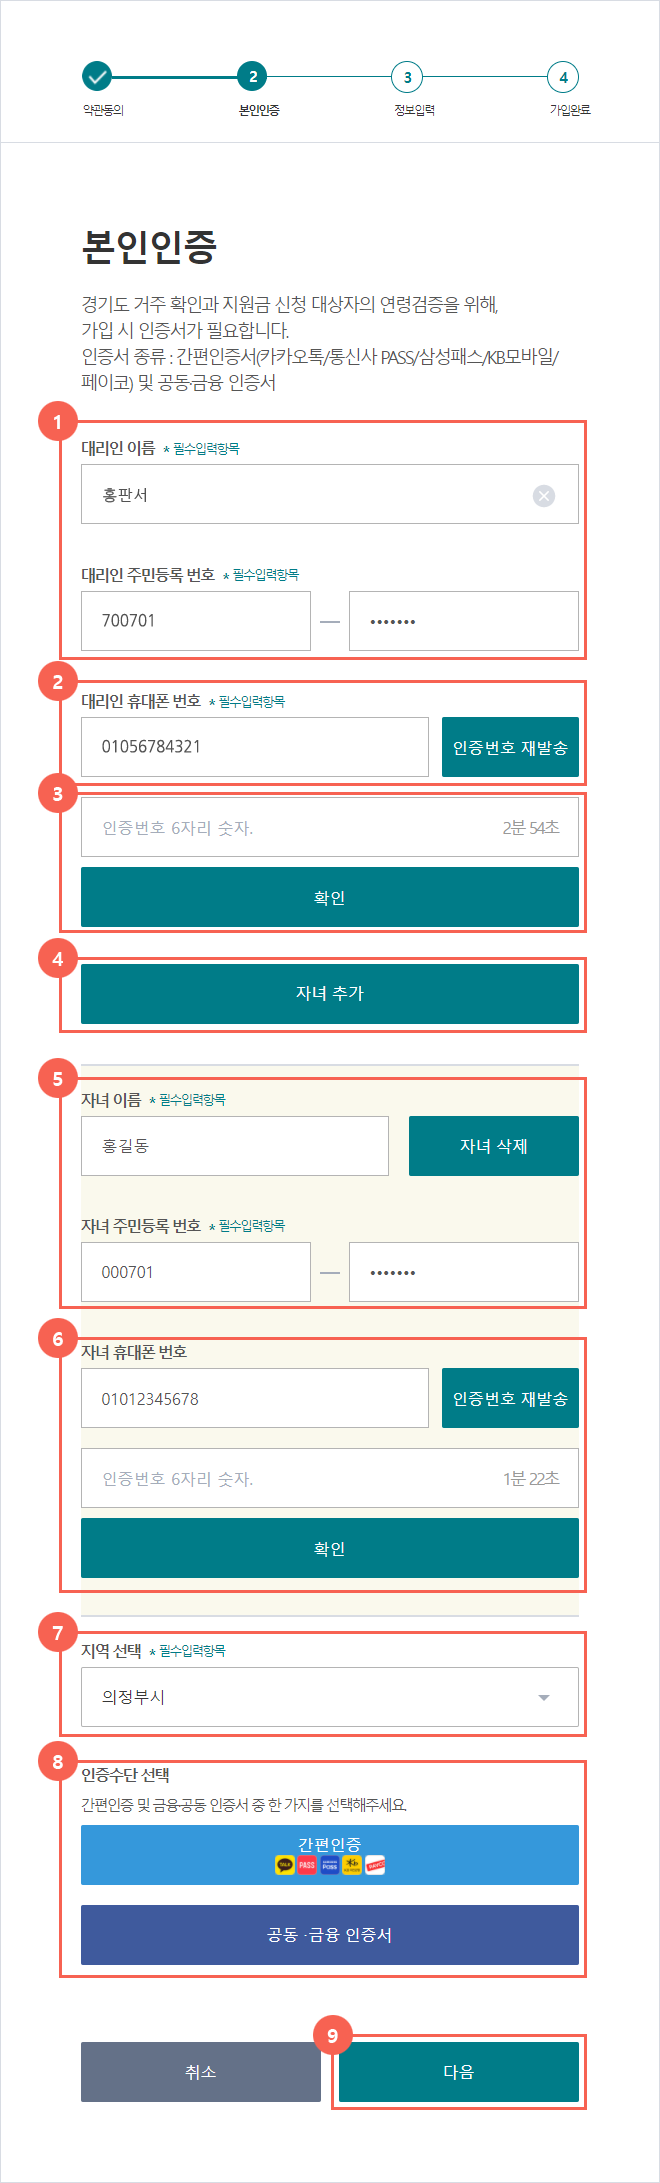 2 3 4
약관동의 본인인증 정보입력 가입완료
본인인증
경기도 거주 확인과 지원금 신청 대상자의 연령검증을 위해,
가입 시 인증서가 필요합니다.
인증서 종류 : 간편인증서(카카오톡/통신사 PASS/삼성패스/KB모바일/
페이코) 및 공동·금융 인증서
1
대리인 이름 * 필수입력항목
홍판서
대리인 주민등록 번호 * 필수입력항목
700701 — •••••••
2
대리인 휴대폰 번호 * 필수입력항목
01056784321 인증번호 재발송
3
인증번호 6자리 숫자. 2분 54초
확인
4
자녀 추가
5
자녀 이름 * 필수입력항목
홍길동 자녀 삭제
자녀 주민등록 번호 * 필수입력항목
000701 — •••••••
6
자녀 휴대폰 번호
01012345678 인증번호 재발송
인증번호 6자리 숫자. 1분 22초
확인
7
지역 선택 * 필수입력항목
의정부시
8
인증수단 선택
간편인증 및 금융·공동 인증서 중 한 가지를 선택해주세요.
간편인증
TALK PASS PASS PAYCO
공동 ·금융 인증서
9
취소 다음